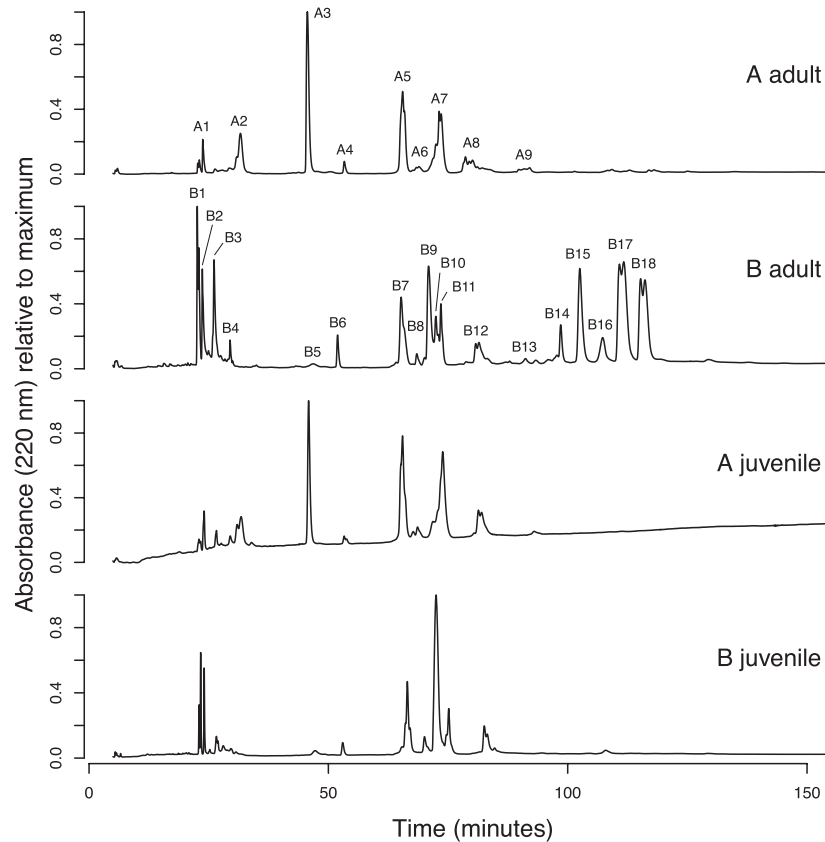 Absorbance (220 nm) relative to maximum
0.8
0.4
0.0
A1
A2
A3
A4
A5
A6
A7
A8
A9
A adult
0.8
0.4
0.0
B1
B2
B3
B4
B5
B6
B7
B8
B9
B10
B11
B12
B13
B14
B15
B16
B17
B18
B adult
0.8
0.4
0.0
A juvenile
0.8
0.4
0.0
B juvenile
0 50 100 150
Time (minutes)